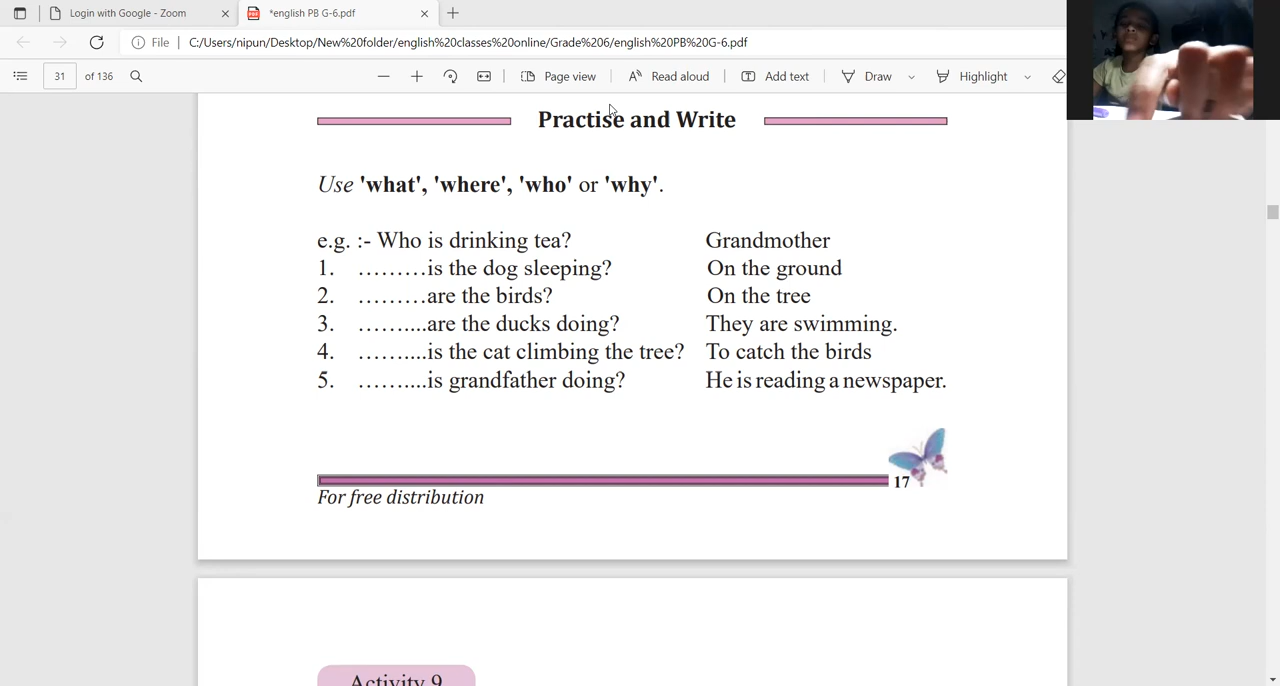 Login with Google - Zoom
*english PB G-6.pdf
File
C:/Users/nipun/Desktop/New%20folder/english%20classes%20online/Grade%206/english%20PB%20G-6.pdf
31 of 136
Page view
Read aloud
Add text
Draw
Highlight
Practise and Write
Use 'what', 'where', 'who' or 'why'.
e.g. :- Who is drinking tea? Grandmother
1. .........is the dog sleeping? On the ground
2. .........are the birds? On the tree
3. ..........are the ducks doing? They are swimming.
4. ..........is the cat climbing the tree? To catch the birds
5. ..........is grandfather doing? He is reading a newspaper.
17
For free distribution
Activity 9